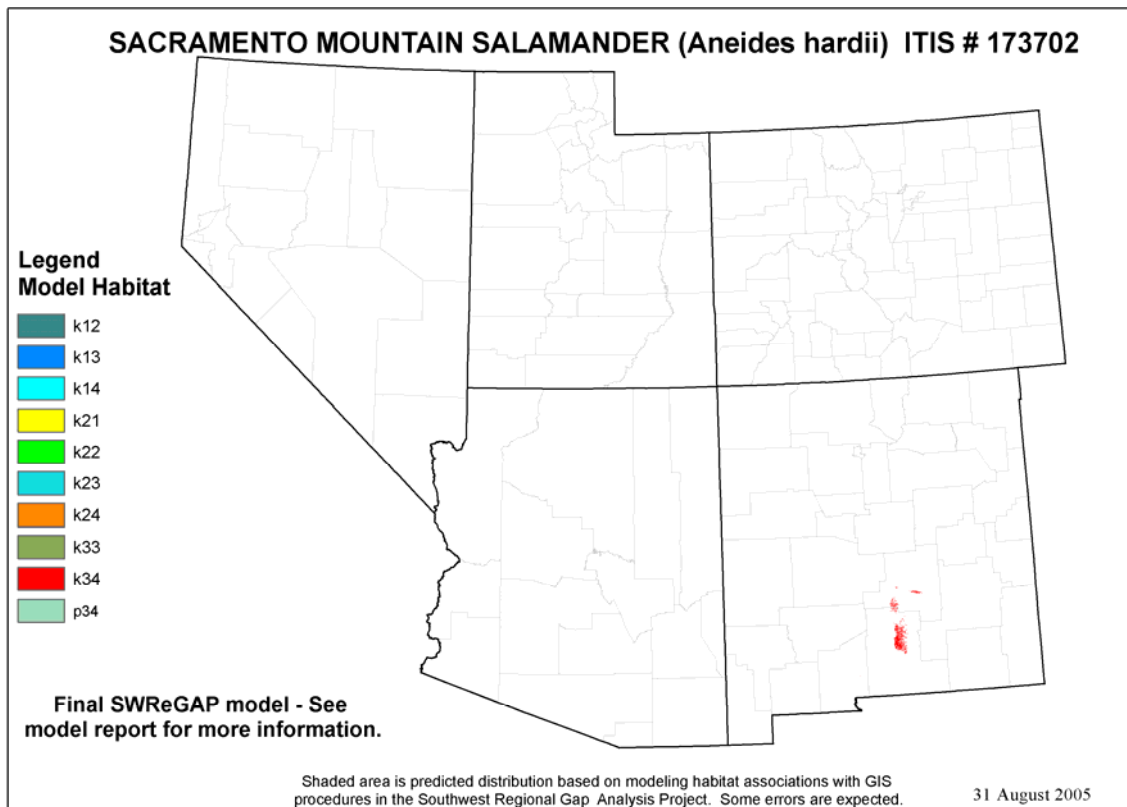 SACRAMENTO MOUNTAIN SALAMANDER (Aneides hardii) ITIS # 173702
Legend
Model Habitat
k12
k13
k14
k21
k22
k23
k24
k33
k34
p34
Final SWReGAP model - See
model report for more information.
Shaded area is predicted distribution based on modeling habitat associations with GIS
procedures in the Southwest Regional Gap Analysis Project. Some errors are expected.
31 August 2005